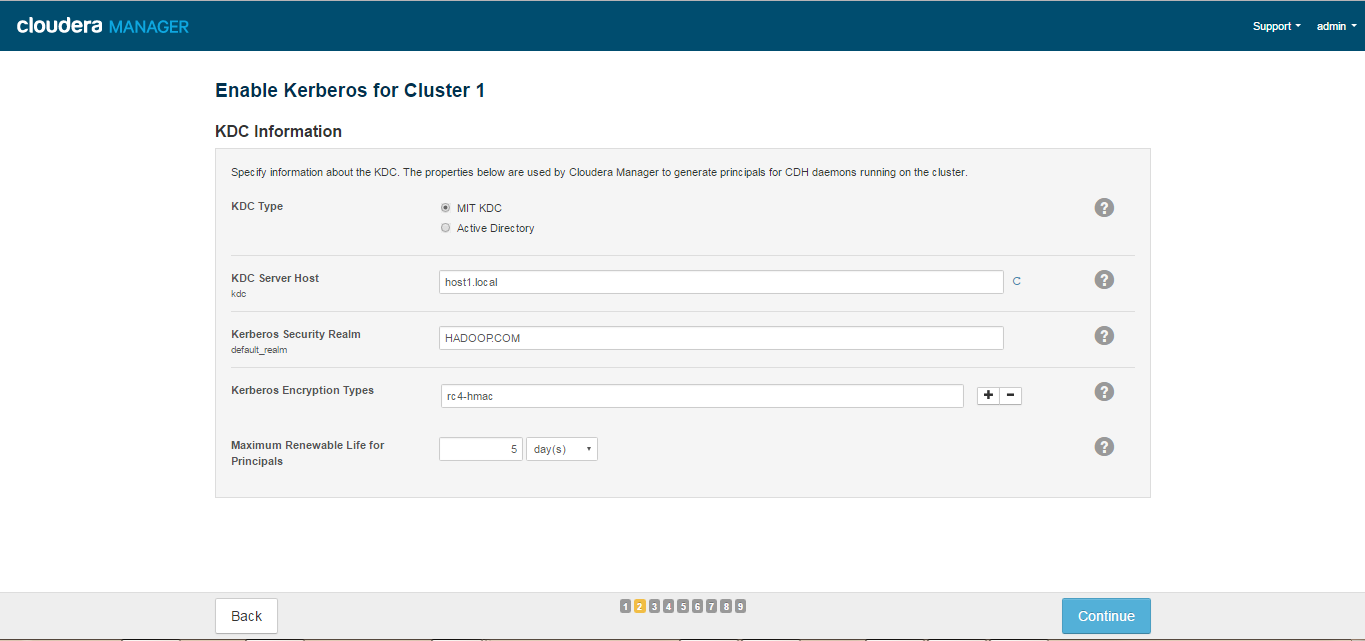 cloudera MANAGER
Support admin
Enable Kerberos for Cluster 1
KDC Information
Specify information about the KDC. The properties below are used by Cloudera Manager to generate principals for CDH daemons running on the cluster.
KDC Type
MIT KDC
?
Active Directory
KDC Server Host
kdc
host1.local
?
Kerberos Security Realm
default_realm
HADOOP.COM
?
Kerberos Encryption Types
rc4-hmac
+ -
?
Maximum Renewable Life for
Principals
5 day(s)
?
Back
1 2 3 4 5 6 7 8 9
Continue